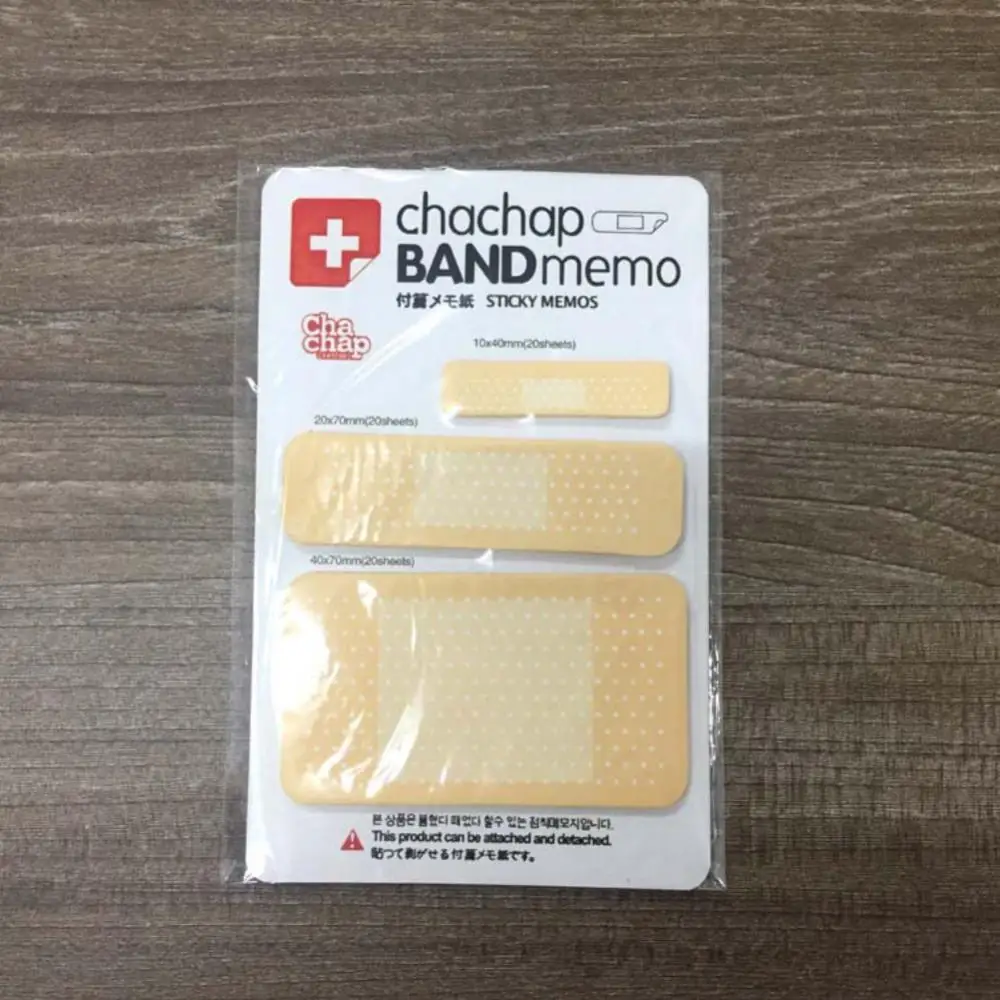 chachap
BANDmemo
付箋メモ紙 STICKY MEMOS
Cha
chap
10x40mm(20sheets)
20x70mm(20sheets)
40x70mm(20sheets)
본 상품은 붙혔다 떼었다 할수 있는 점착메모지입니다.
This product can be attached and detached.
貼つて剥がせる付箋メモ紙です。